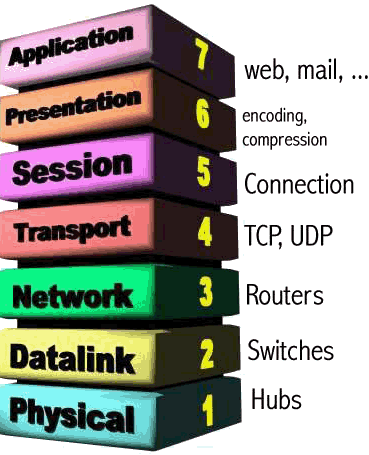 Application 7 web, mail, ...
Presentation 6 encoding,
compression
Session 5 Connection
Transport 4 TCP, UDP
Network 3 Routers
Datalink 2 Switches
Physical 1 Hubs